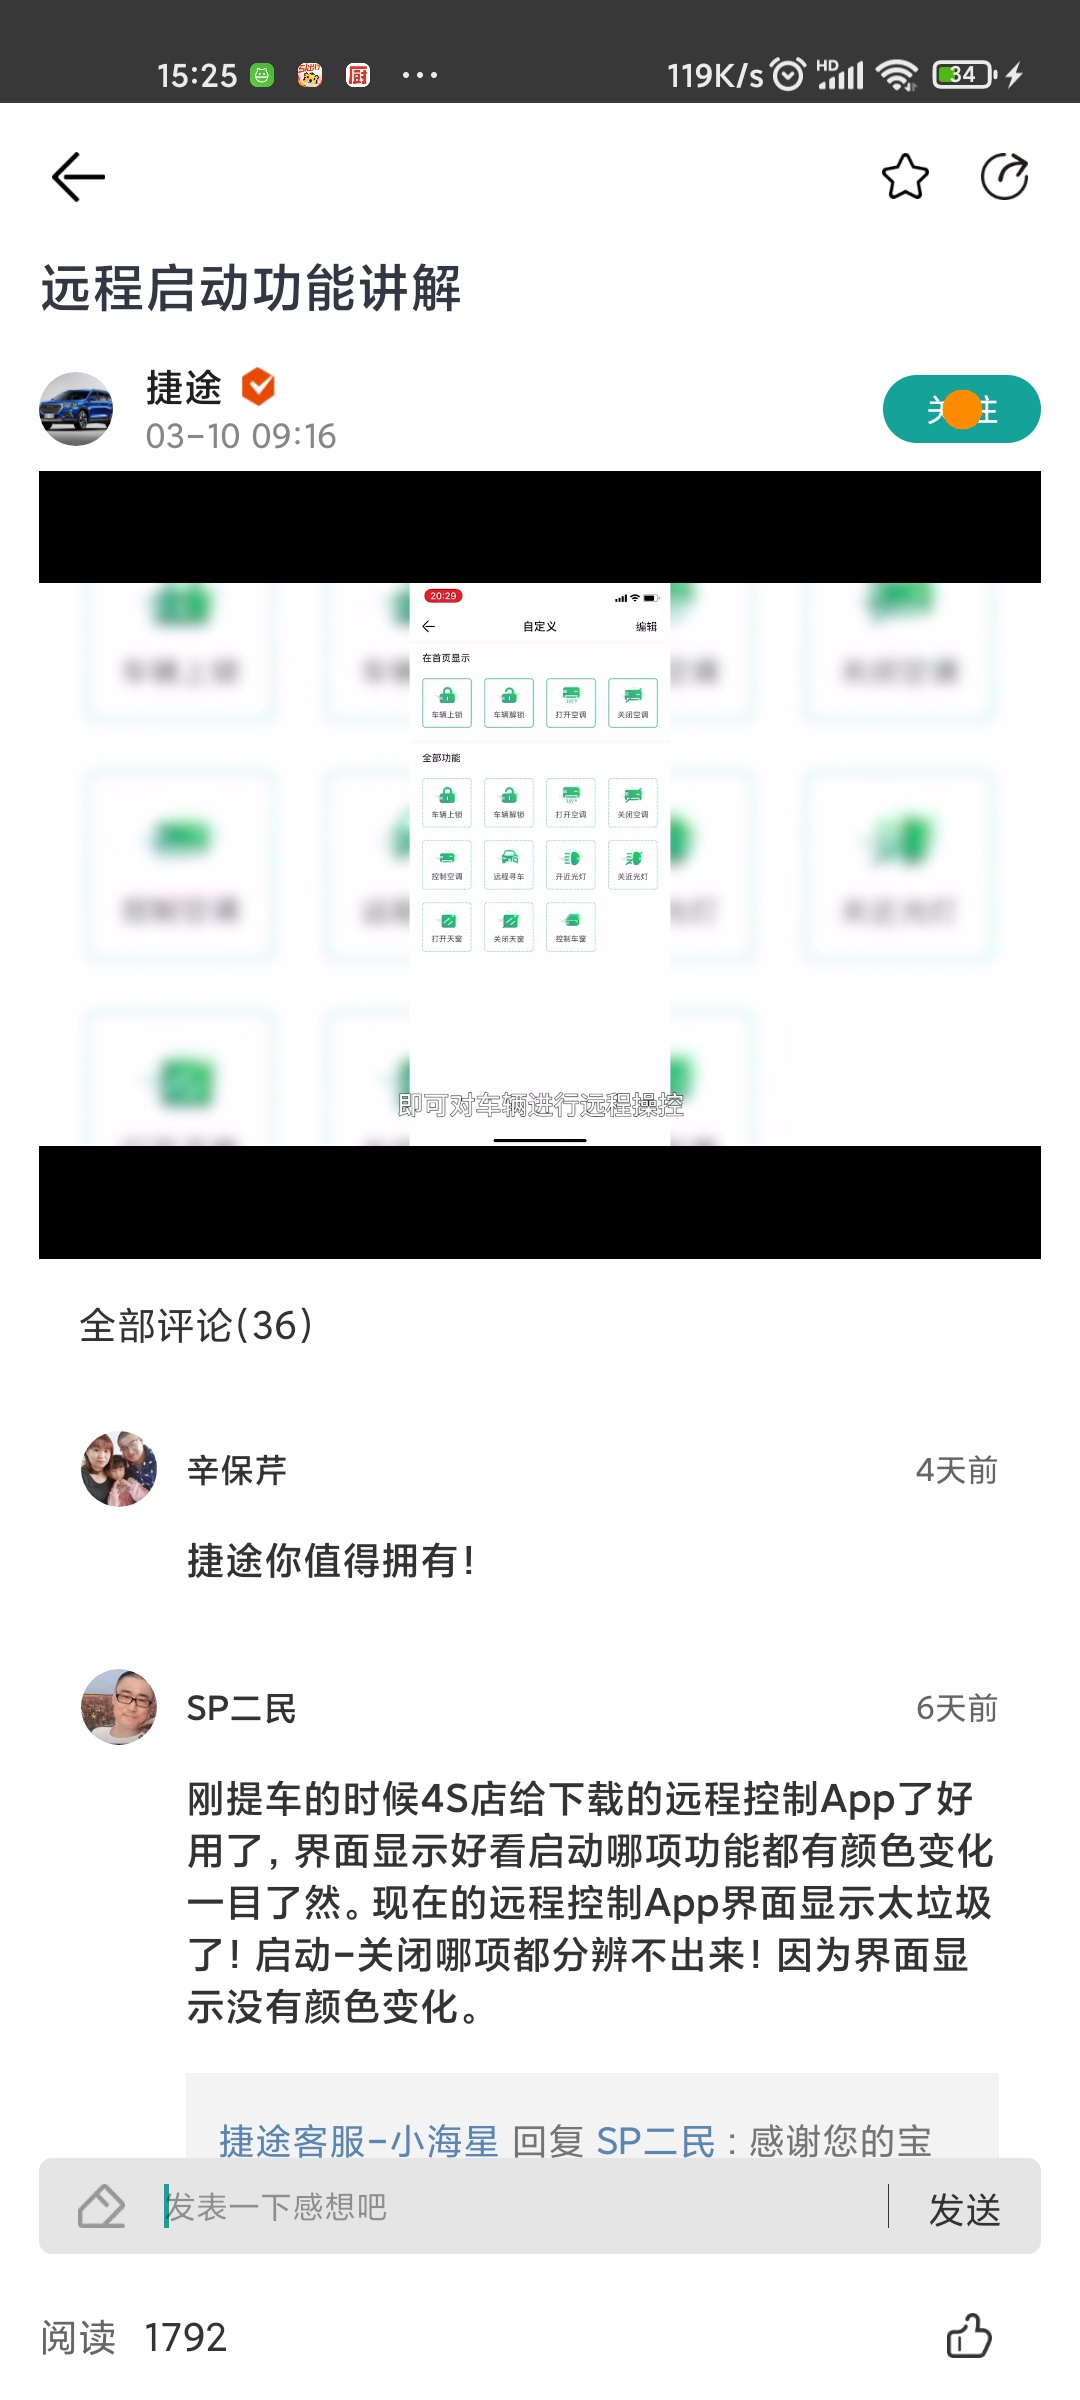 15:25
119K/s
HD
34
远程启动功能讲解
捷途
03-10 09:16
关注
20:29
自定义
编辑
在首页显示
车辆上锁 车辆解锁 打开空调 关闭空调
全部功能
车辆上锁 车辆解锁 打开空调 关闭空调
控制空调 远程寻车 开近光灯 关近光灯
打开天窗 关闭天窗 控制车窗
即可对车辆进行远程操控
全部评论(36)
辛保芹
4天前
捷途你值得拥有!
SP二民
6天前
刚提车的时候4S店给下载的远程控制App了好
用了, 界面显示好看启动哪项功能都有颜色变化
一目了然。现在的远程控制App界面显示太垃圾
了! 启动-关闭哪项都分辨不出来! 因为界面显
示没有颜色变化。
捷途客服-小海星 回复 SP二民 : 感谢您的宝
发表一下感想吧
发送
阅读 1792